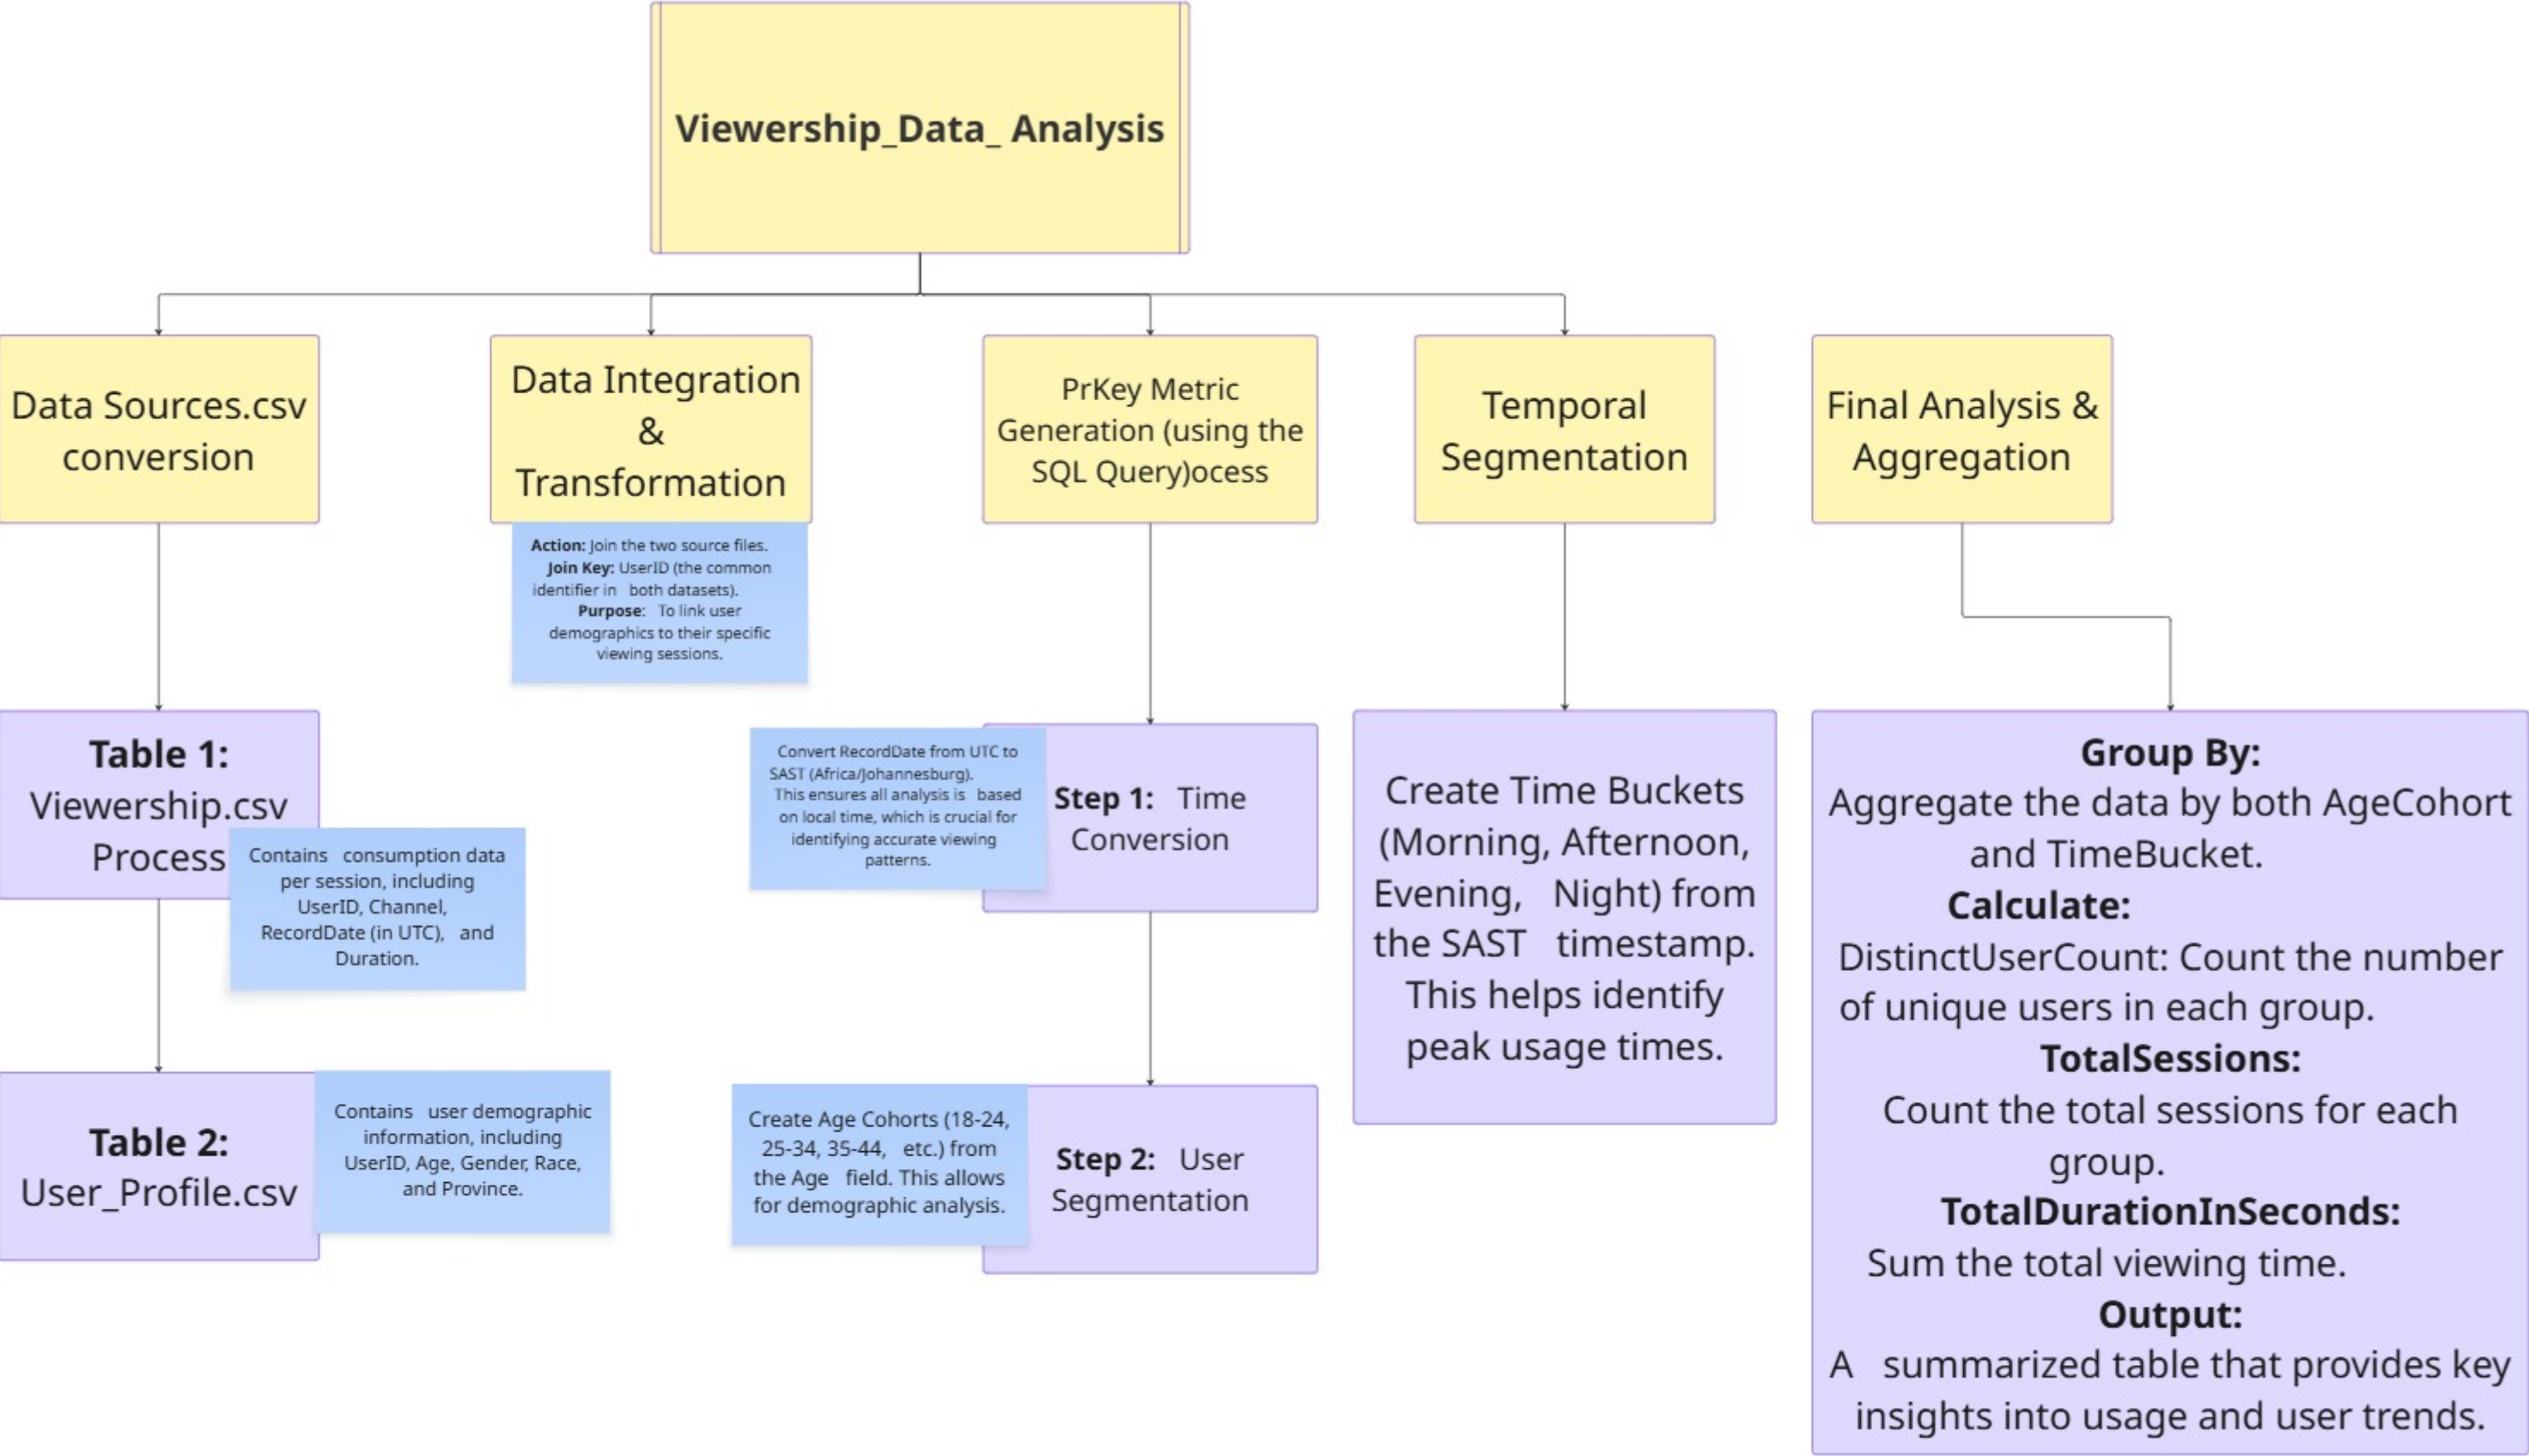 Viewership_Data_ Analysis
Data Sources.csv
conversion
Data Integration
&
Transformation
PrKey Metric
Generation (using the
SQL Query)ocess
Temporal
Segmentation
Final Analysis &
Aggregation
Action: Join the two source files.
Join Key: UserID (the common
identifier in both datasets).
Purpose: To link user
demographics to their specific
viewing sessions.
Table 1:
Viewership.csv
Process
Contains consumption data
per session, including
UserID, Channel,
RecordDate (in UTC), and
Duration.
Table 2:
User_Profile.csv
Contains user demographic
information, including
UserID, Age, Gender, Race,
and Province.
Convert RecordDate from UTC to
SAST (Africa/Johannesburg).
This ensures all analysis is based
on local time, which is crucial for
identifying accurate viewing
patterns.
Step 1: Time
Conversion
Create Age Cohorts (18-24,
25-34, 35-44, etc.) from
the Age field. This allows
for demographic analysis.
Step 2: User
Segmentation
Create Time Buckets
(Morning, Afternoon,
Evening, Night) from
the SAST timestamp.
This helps identify
peak usage times.
Group By:
Aggregate the data by both AgeCohort
and TimeBucket.
Calculate:
DistinctUserCount: Count the number
of unique users in each group.
TotalSessions:
Count the total sessions for each
group.
TotalDurationInSeconds:
Sum the total viewing time.
Output:
A summarized table that provides key
insights into usage and user trends.